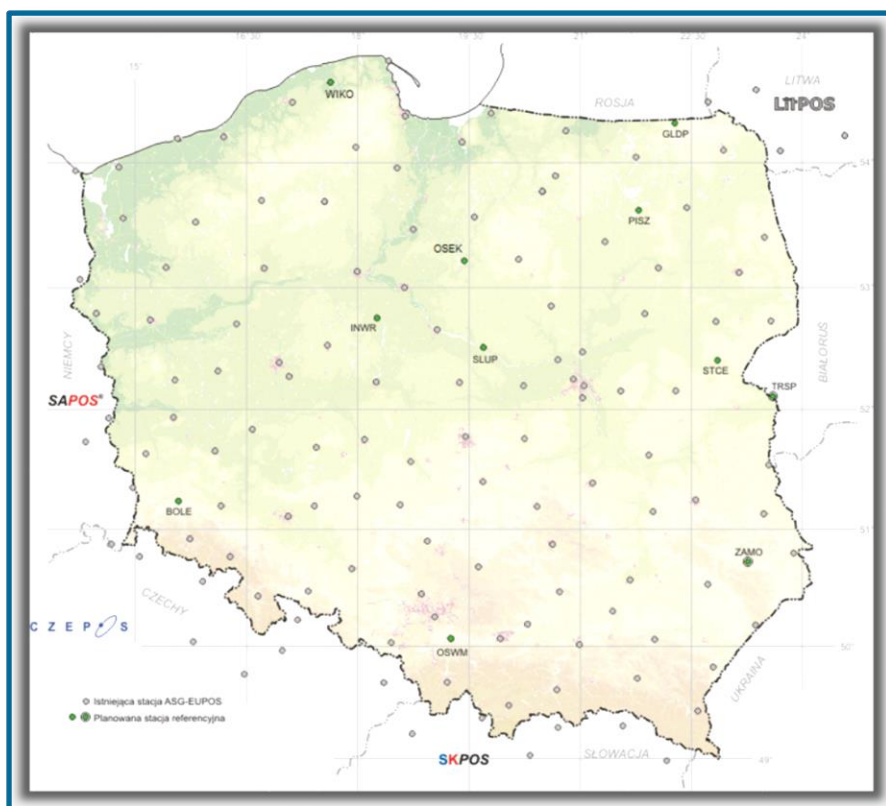 15°
16°30
18°
19°30
21°
22°30
24°
LITWA
LitPOS
ROSJA
WIKO
GLDP
54°
PISZ
OSEK
53°
INWR
SLUP
NIEMCY
BIAŁORUŚ
STCE
TRSP
SAPOS®
52°
BOLE
51°
ZAMO
CZECHY
CZEPOS
50°
OSWM
UKRAINA
Istniejąca stacja ASG-EUPOS
Planowana stacja referencyjna
SKPOS
SŁOWACJA
49°